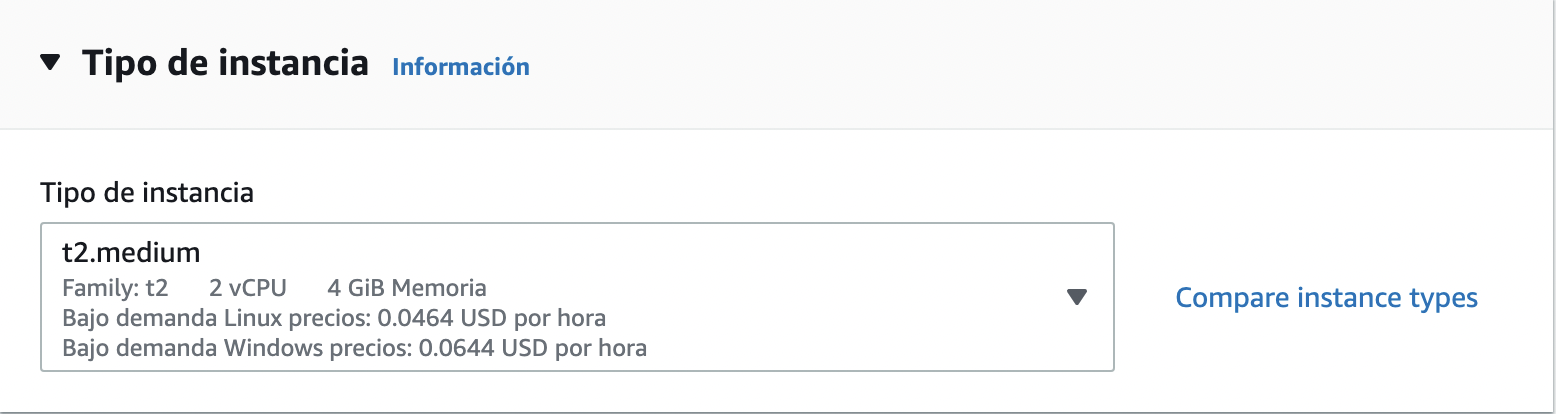 Tipo de instancia Información
Tipo de instancia
t2.medium
Family: t2 2 vCPU 4 GiB Memoria
Bajo demanda Linux precios: 0.0464 USD por hora
Bajo demanda Windows precios: 0.0644 USD por hora
Compare instance types